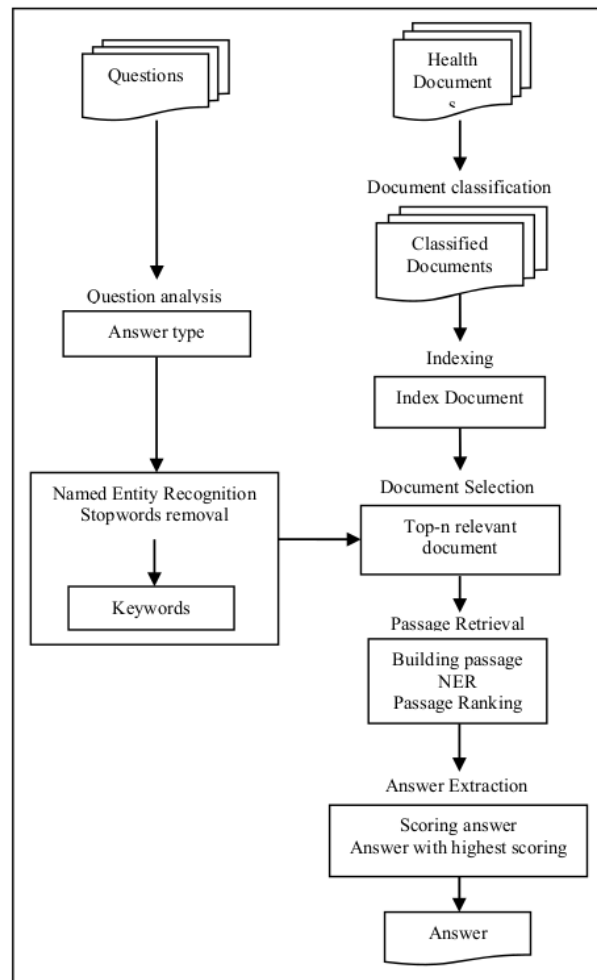 Questions
Question analysis
Answer type
Named Entity Recognition
Stopwords removal
Keywords
Health
Document
s
Document classification
Classified
Documents
Indexing
Index Document
Document Selection
Top-n relevant
document
Passage Retrieval
Building passage
NER
Passage Ranking
Answer Extraction
Scoring answer
Answer with highest scoring
Answer